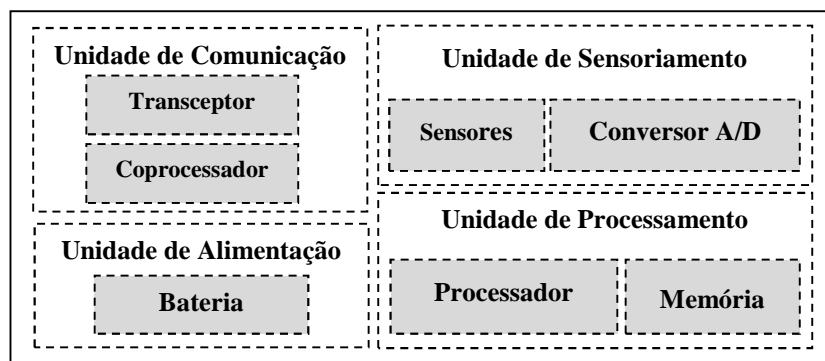 Unidade de Comunicação
Transceptor
Coprocessador
Unidade de Sensoriamento
Sensores
Conversor A/D
Unidade de Alimentação
Bateria
Unidade de Processamento
Processador
Memória